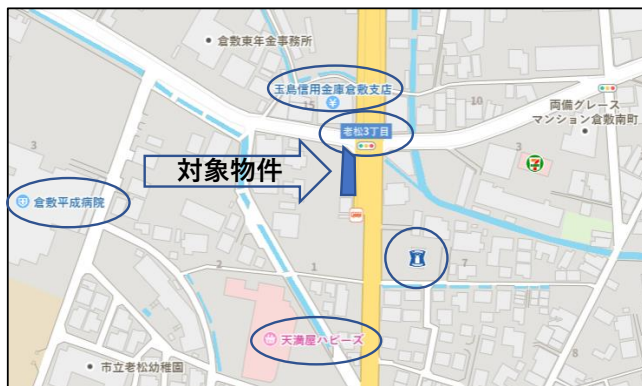 倉敷東年金事務所
玉島信用金庫倉敷支店
15
10
老松3丁目
両備グレース
マンション倉敷南町
3
3
対象物件
倉敷平成病院
7
2
1
天満屋ハピーズ
市立老松幼稚園
8